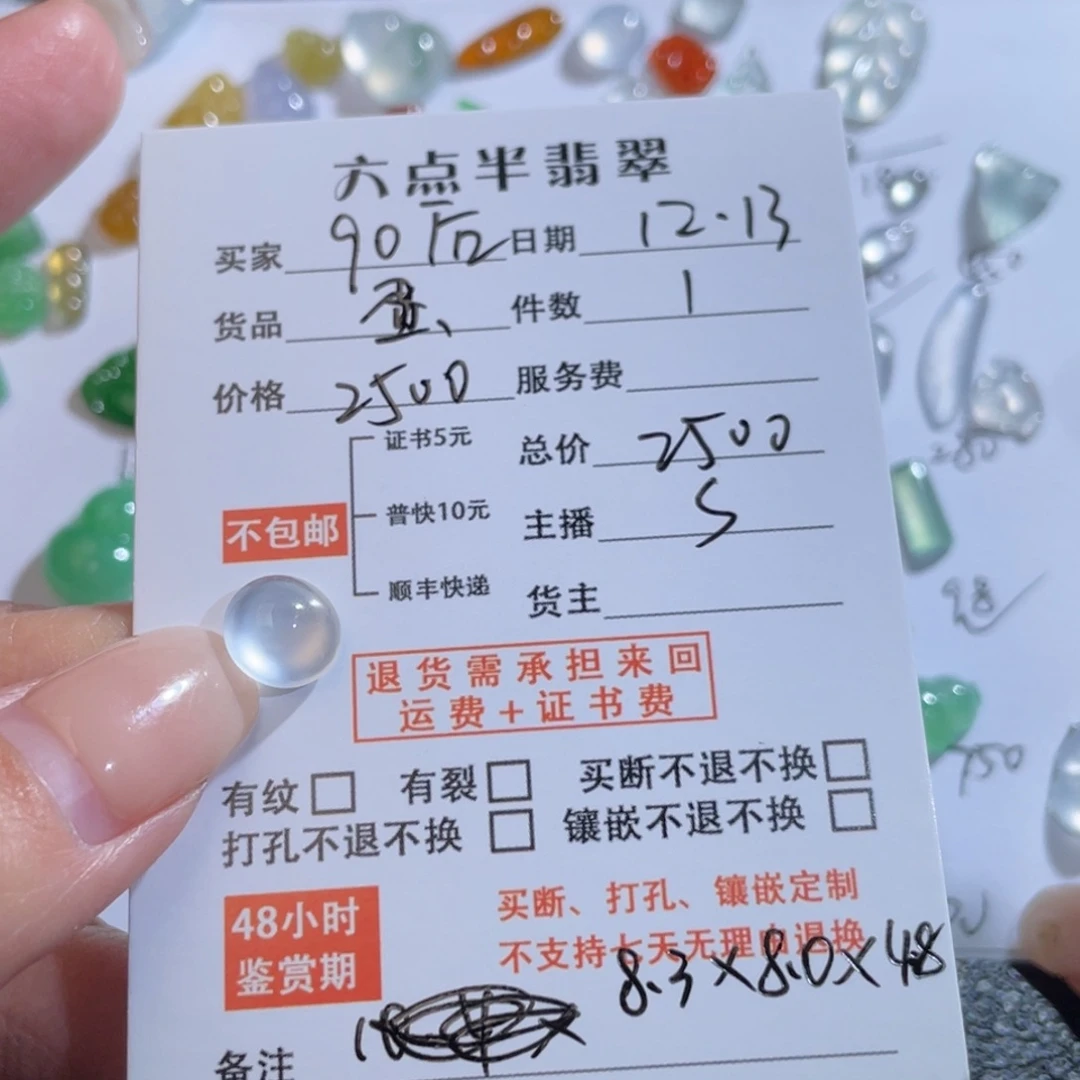 六点半翡翠
买家 90后 日期 12.13
货品 蛋 件数 1
价格 2500 服务费
证书5元 总价 2500
不包邮 普快10元 主播 S
顺丰快递 货主
退货需承担来回
运费+证书费
有纹 有裂 买断不退不换
打孔不退不换 镶嵌不退不换
48小时 买断、打孔、镶嵌定制
鉴赏期 不支持七天无理由退换
8.3×8.0×4.8
备注
280
98
750